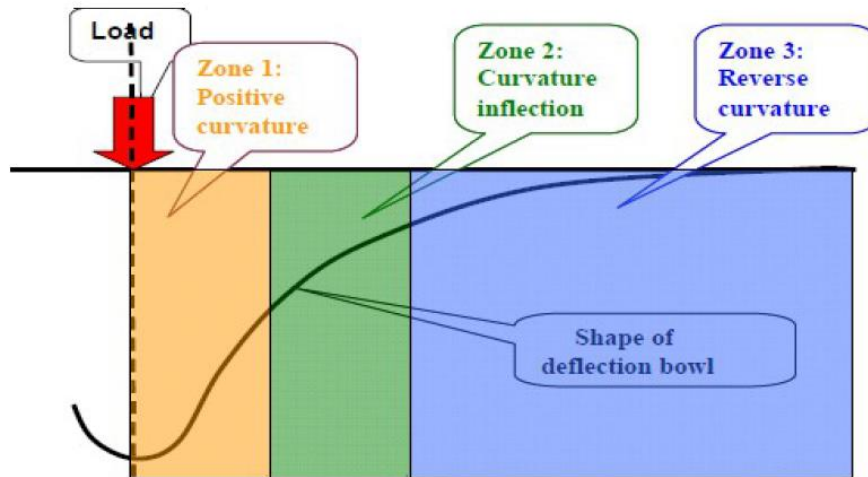 Load
Zone 1:
Positive
curvature
Zone 2:
Curvature
inflection
Zone 3:
Reverse
curvature
Shape of
deflection bowl